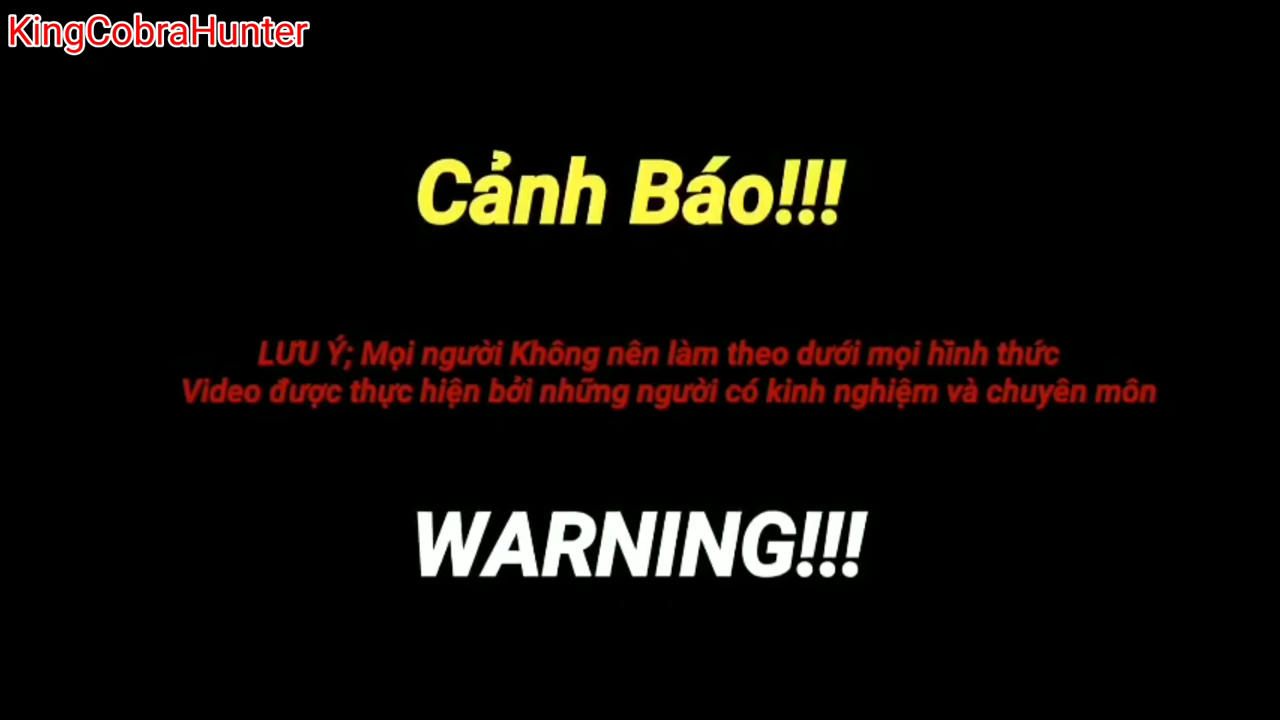 KingCobraHunter
Cảnh Báo!!!
LƯU Ý; Mọi người Không nên làm theo dưới mọi hình thức
Video được thực hiện bởi những người có kinh nghiệm và chuyên môn
WARNING!!!